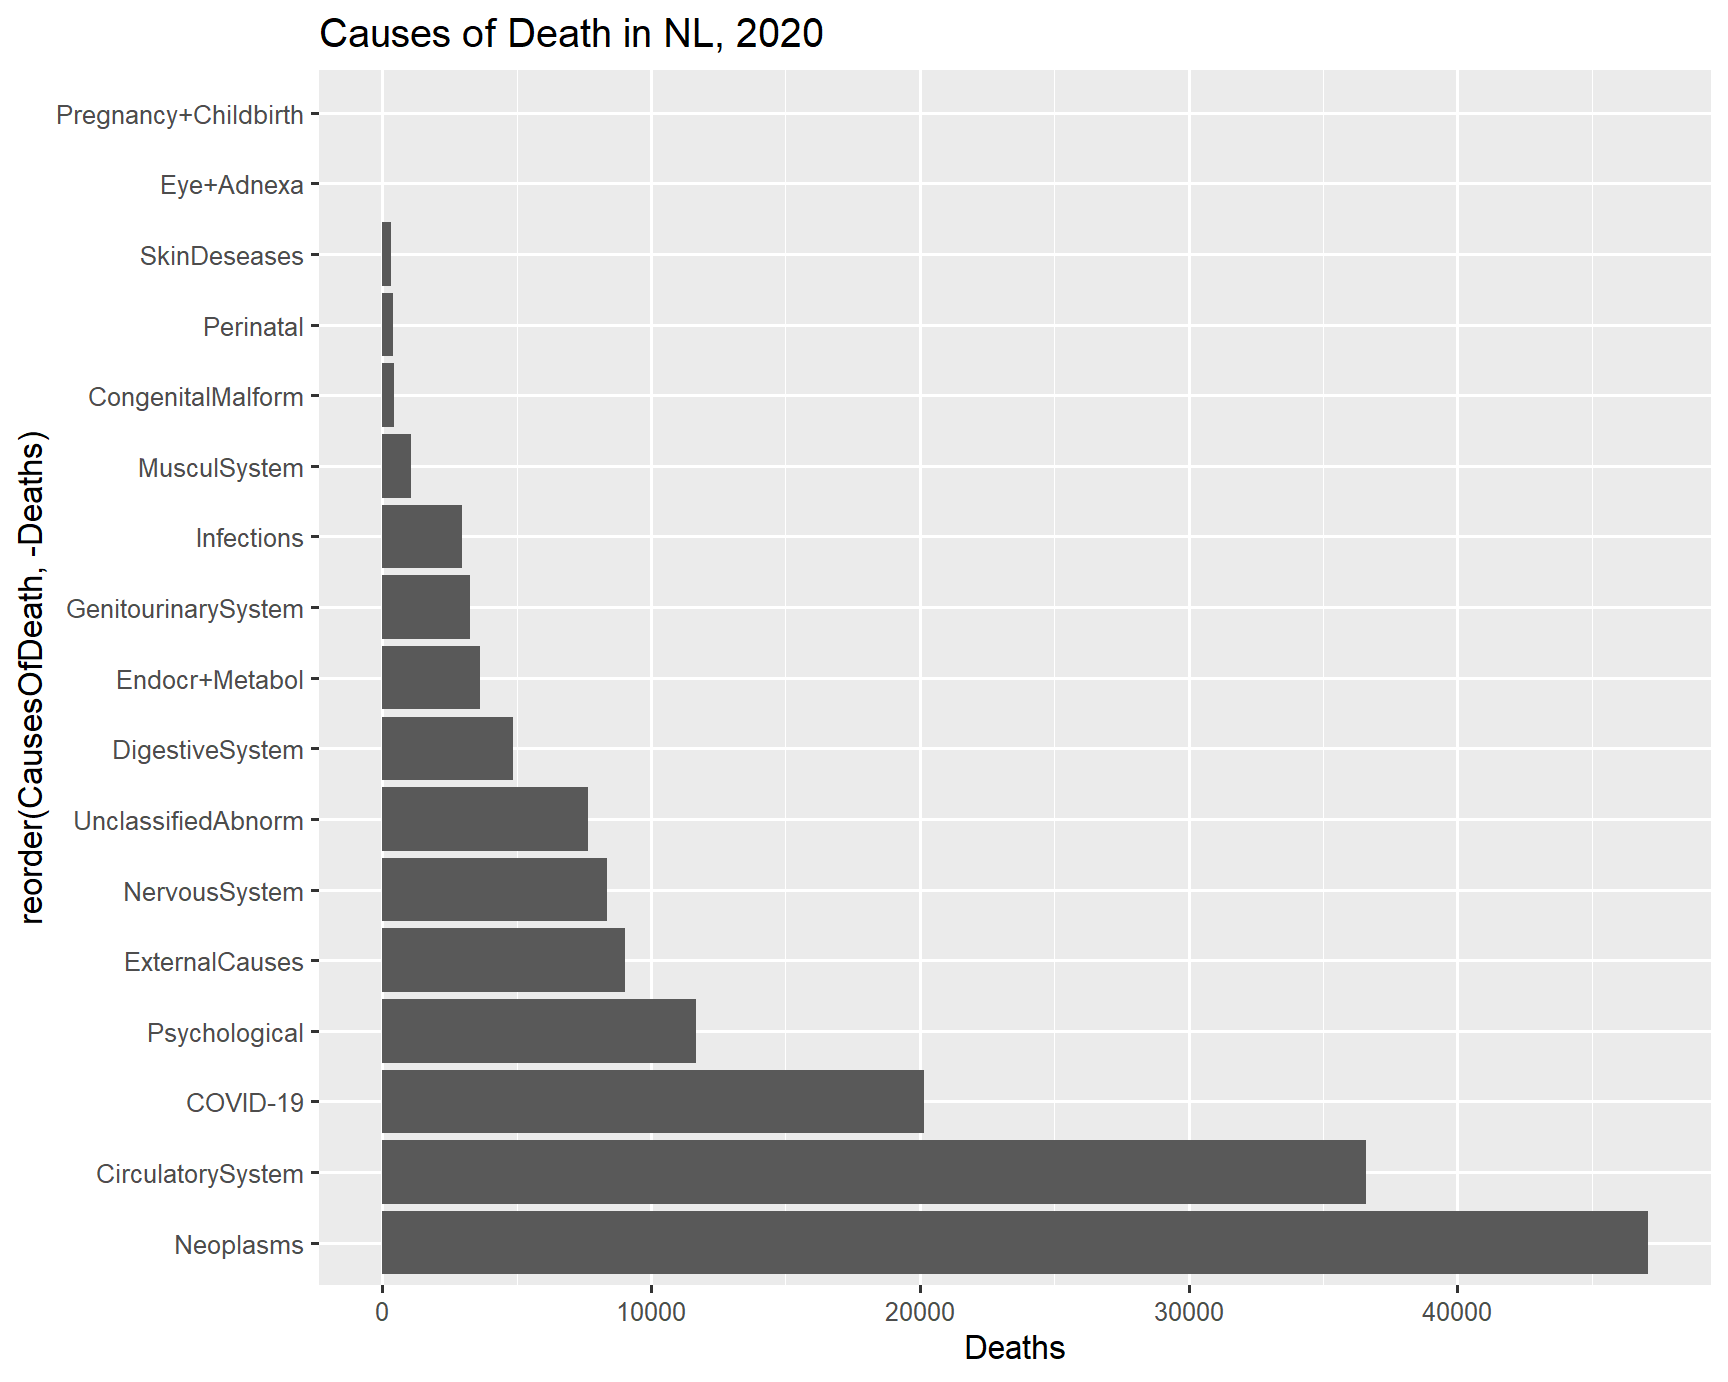 Causes of Death in NL, 2020
reorder(CausesOfDeath, -Deaths)
Pregnancy+Childbirth
Eye+Adnexa
SkinDeseases
Perinatal
CongenitalMalform
MusculSystem
Infections
GenitourinarySystem
Endocr+Metabol
DigestiveSystem
UnclassifiedAbnorm
NervousSystem
ExternalCauses
Psychological
COVID-19
CirculatorySystem
Neoplasms
0 10000 20000 30000 40000
Deaths